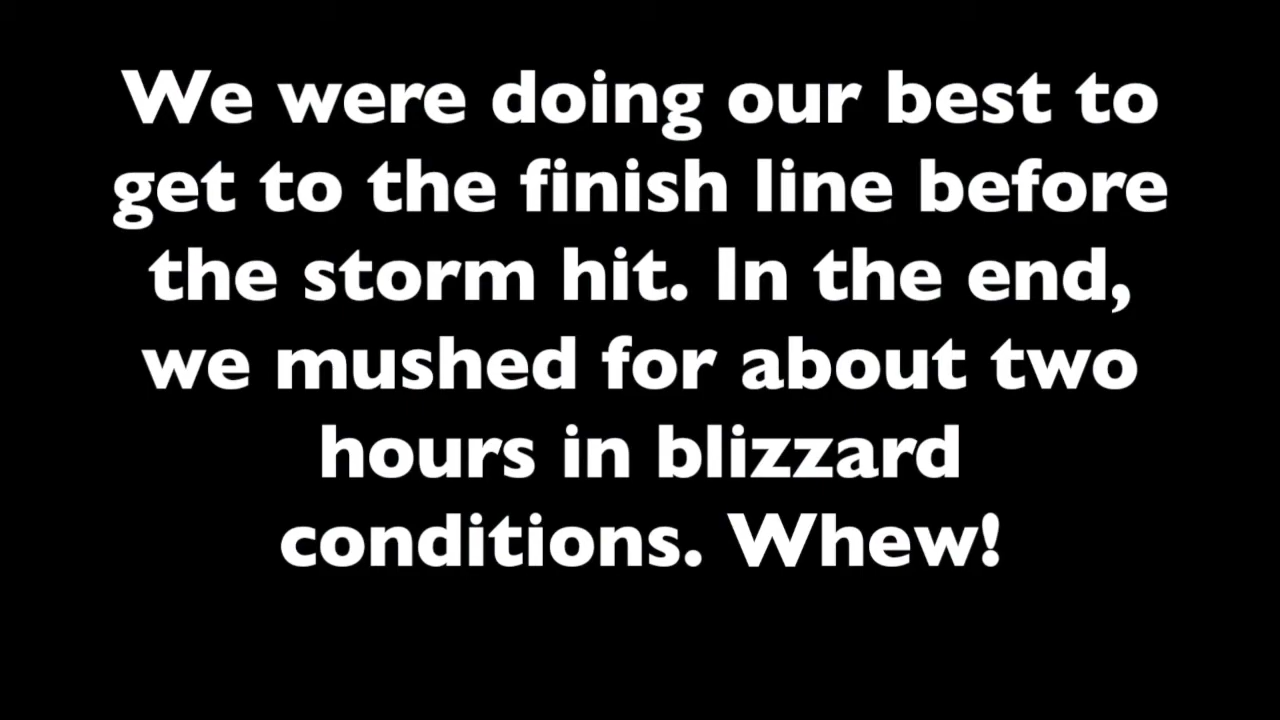 We were doing our best to
get to the finish line before
the storm hit. In the end,
we mushed for about two
hours in blizzard
conditions. Whew!